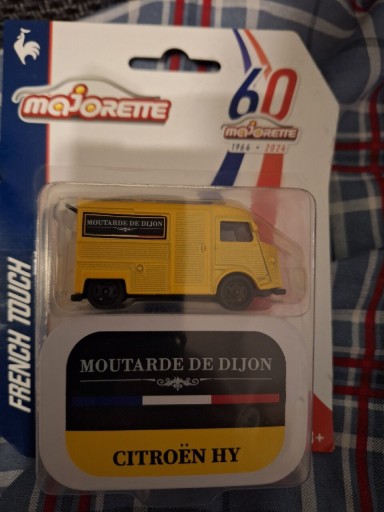 majorette
60
majorette
1964 • 2024
FRENCH TOUCH
MOUTARDE DE DIJON
MOUTARDE DE DIJON
CITROËN HY